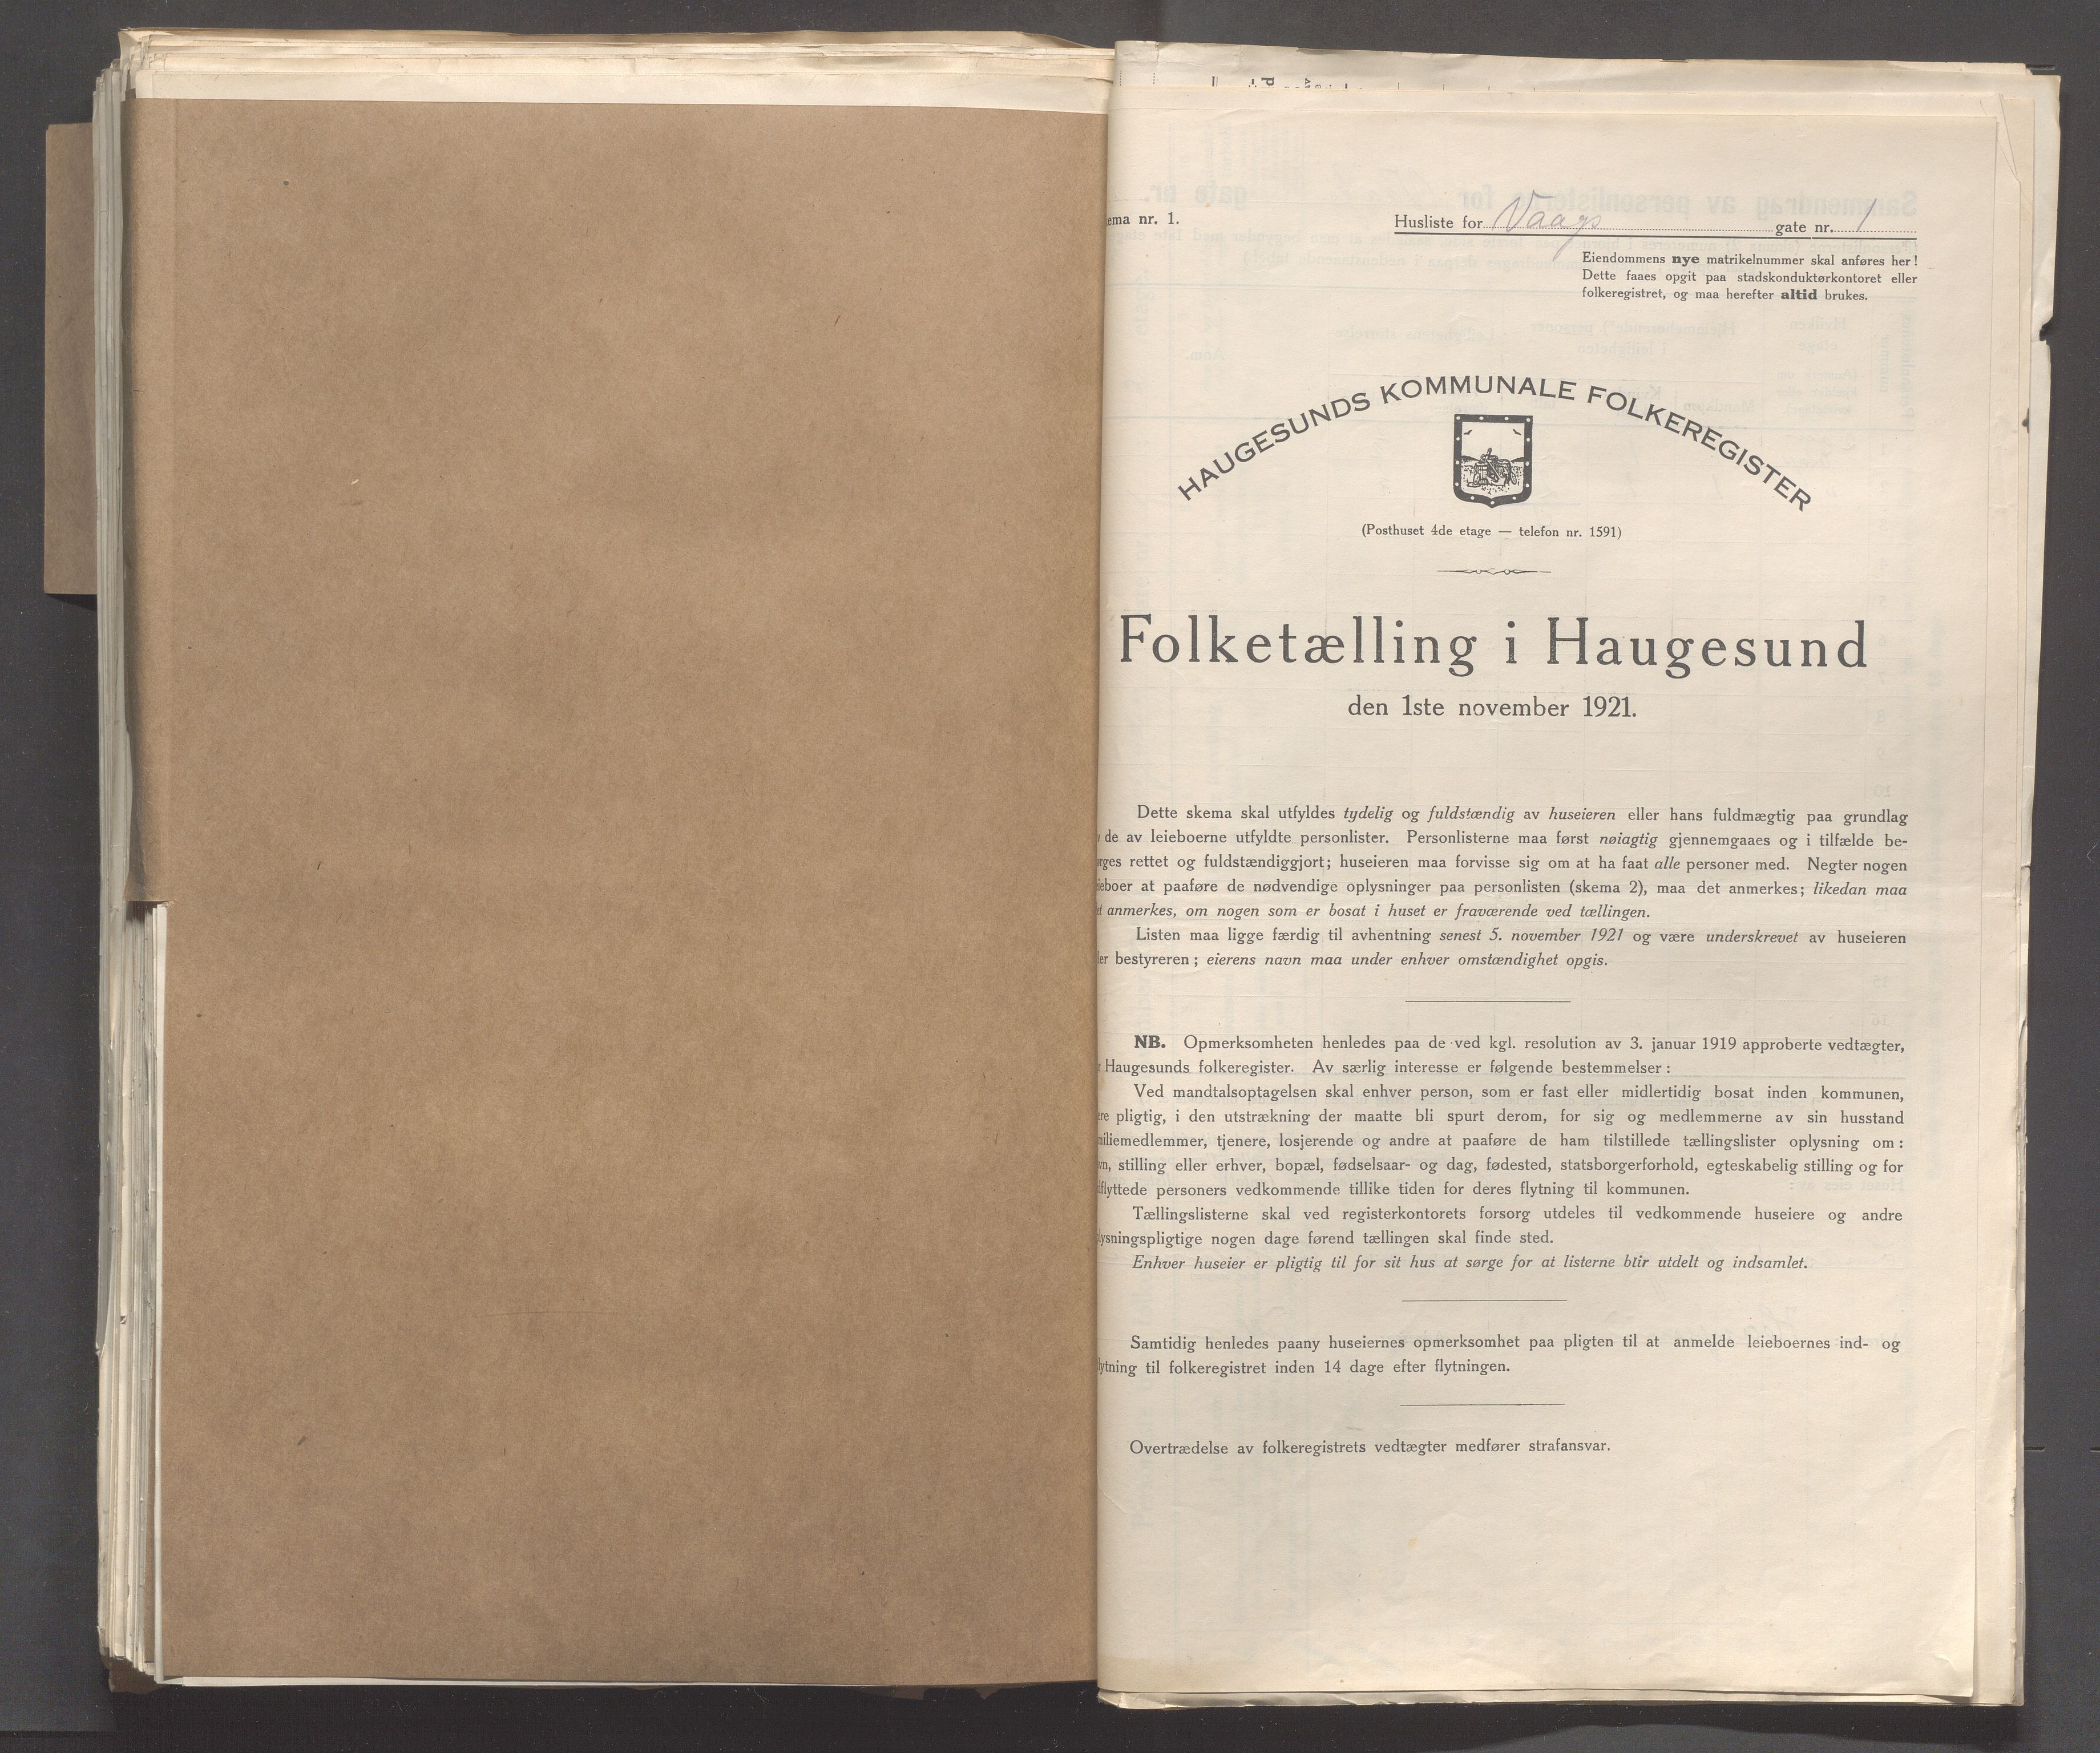 ema nr. 1.
Husliste for Vaags gate nr. 1
Eiendommens nye matrikelnummer skal anføres her!
Dette faaes opgit paa stadskonduktørkontoret eller
folkeregistret, og maa herefter altid brukes.
HAUGESUNDS KOMMUNALE FOLKEREGISTER
(Posthuset 4de etage — telefon nr. 1591)
Folketælling i Haugesund
den 1ste november 1921.
Dette skema skal utfyldes tydelig og fuldstændig av huseieren eller hans fuldmægtig paa grundlag
de av leieboerne utfyldte personlister. Personlisterne maa først nøiagtig gjennemgaaes og i tilfælde be-
rges rettet og fuldstændiggjort; huseieren maa forvisse sig om at ha faat alle personer med. Negter nogen
ieboer at paaføre de nødvendige oplysninger paa personlisten (skema 2), maa det anmerkes; likedan maa
t anmerkes, om nogen som er bosat i huset er fraværende ved tællingen.
Listen maa ligge færdig til avhentning senest 5. november 1921 og være underskrevet av huseieren
er bestyreren; eierens navn maa under enhver omstændighet opgis.
NB. Opmerksomheten henledes paa de ved kgl. resolution av 3. januar 1919 approberte vedtægter,
Haugesunds folkeregister. Av særlig interesse er følgende bestemmelser:
Ved mandtalsoptagelsen skal enhver person, som er fast eller midlertidig bosat inden kommunen,
re pligtig, i den utstrækning der maatte bli spurt derom, for sig og medlemmerne av sin husstand
iliemedlemmer, tjenere, losjerende og andre at paaføre de ham tilstillede tællingslister oplysning om:
vn, stilling eller erhver, bopæl, fødselsaar- og dag, fødested, statsborgerforhold, egteskabelig stilling og for
flyttede personers vedkommende tillike tiden for deres flytning til kommunen.
Tællingslisterne skal ved registerkontorets forsorg utdeles til vedkommende huseiere og andre
lysningspligtige nogen dage førend tællingen skal finde sted.
Enhver huseier er pligtig til for sit hus at sørge for at listerne blir utdelt og indsamlet.
Samtidig henledes paany huseiernes opmerksomhet paa pligten til at anmelde leieboernes ind- og
lytning til folkeregistret inden 14 dage efter flytningen.
Overtrædelse av folkeregistrets vedtægter medfører strafansvar.